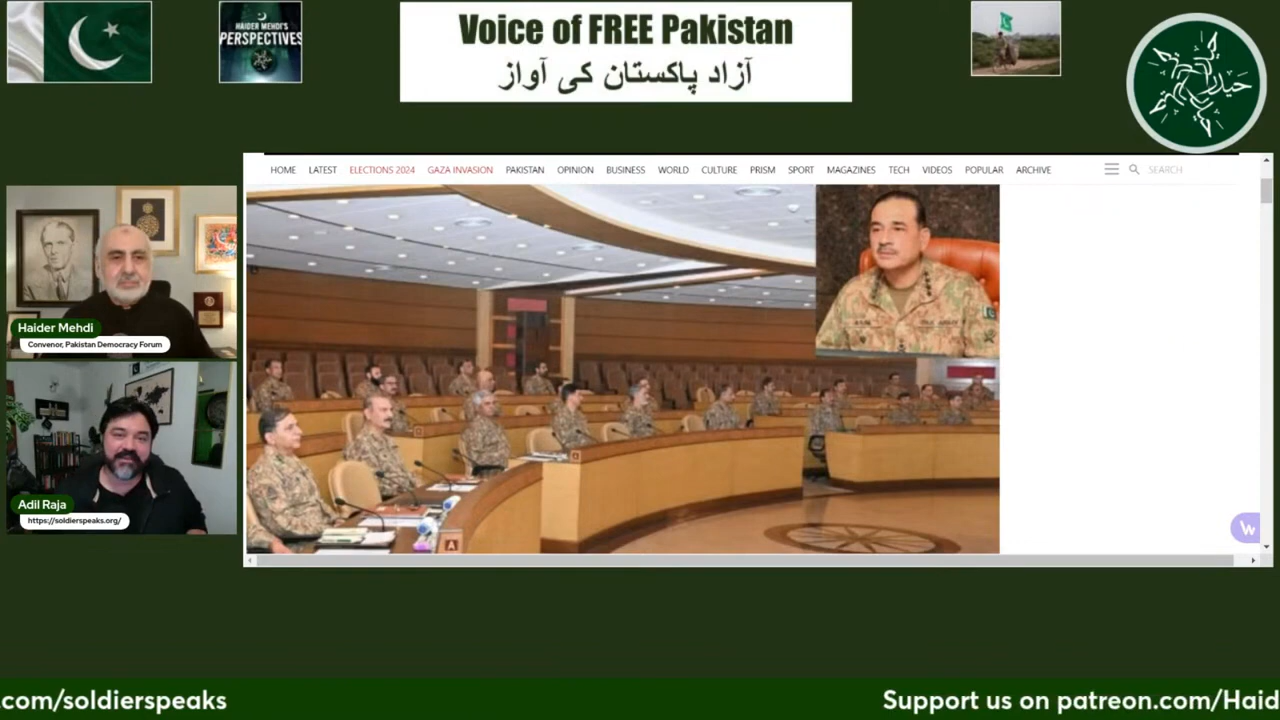 HAIDER MEHDI'S
PERSPECTIVES
Voice of FREE Pakistan
آزاد پاکستان کی آواز
HOME LATEST ELECTIONS 2024 GAZA INVASION PAKISTAN OPINION BUSINESS WORLD CULTURE PRISM SPORT MAGAZINES TECH VIDEOS POPULAR ARCHIVE SEARCH
Haider Mehdi
Convenor, Pakistan Democracy Forum
Adil Raja
https://soldierspeaks.org/
A
.com/soldierspeaks
Support us on patreon.com/Haid